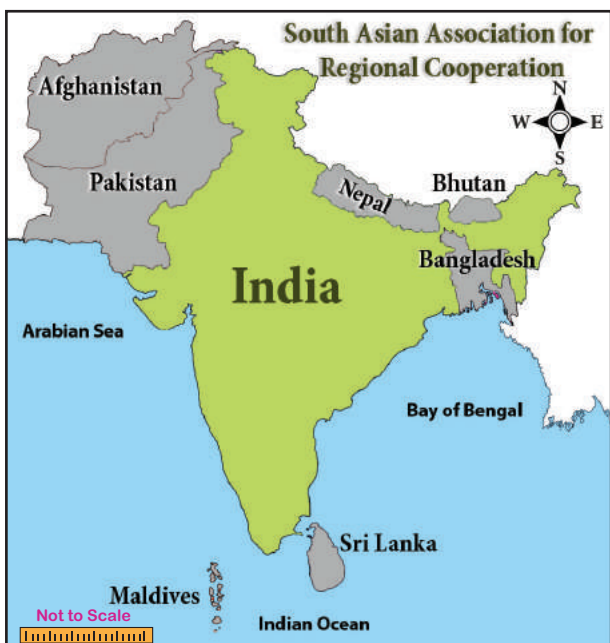 South Asian Association for
Regional Cooperation
N
W E
S
Afghanistan
Pakistan
Nepal
Bhutan
Bangladesh
India
Arabian Sea
Bay of Bengal
Sri Lanka
Maldives
Not to Scale
Indian Ocean